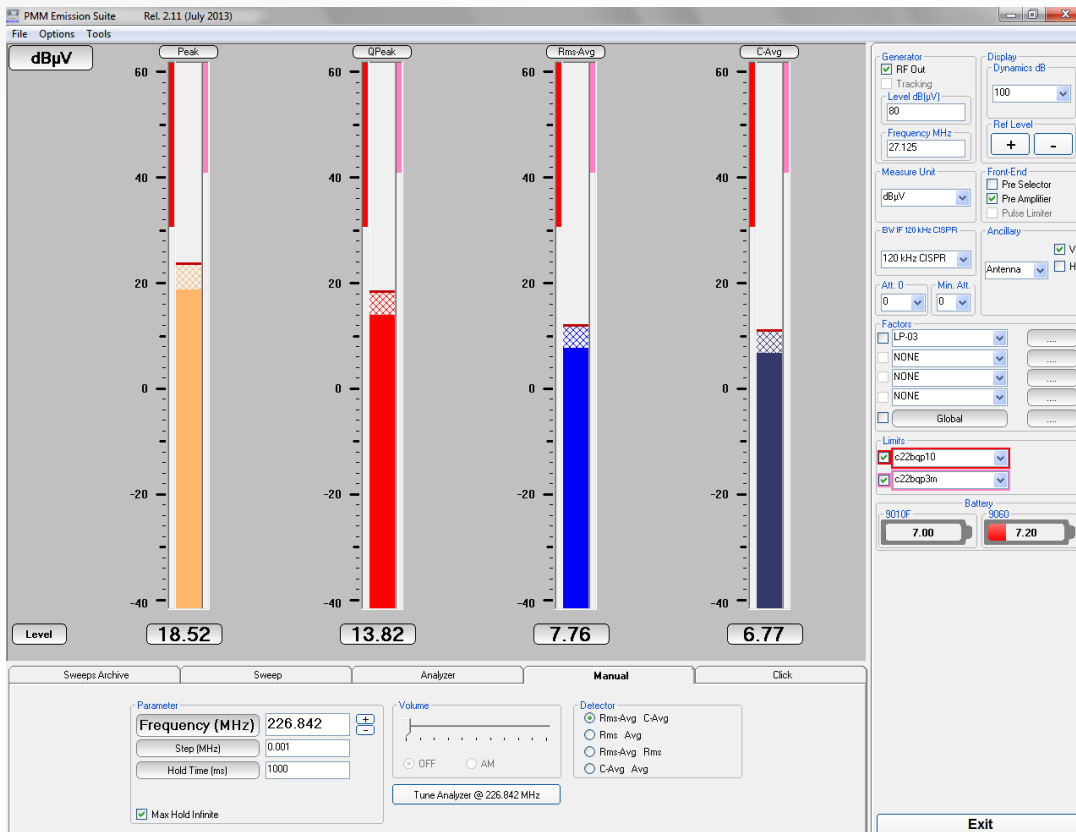 PMM Emission Suite Rel. 2.11 (July 2013)
File Options Tools
dBµV
Peak
QPeak
Rms-Avg
C-Avg
60
40
20
0
-20
-40
60
40
20
0
-20
-40
60
40
20
0
-20
-40
60
40
20
0
-20
-40
Level
18.52
13.82
7.76
6.77
Generator
RF Out
Tracking
Level dB(µV)
80
Frequency MHz
27.125
Display
Dynamics dB
100
Ref Level
+ -
Measure Unit
dBµV
Front-End
Pre Selector
Pre Amplifier
Pulse Limiter
BW IF 120 kHz CISPR
120 kHz CISPR
Ancillary
V
Antenna
H
Att. 0
0
Min. Att.
0
Factors
LP-03 ....
NONE ....
NONE ....
NONE ....
Global ....
Limits
c22bqp10
c22bqp3m
Battery
9010F
7.00
9060
7.20
Sweeps Archive
Sweep
Analyzer
Manual
Click
Parameter
Frequency (MHz) 226.842 + -
Step (MHz) 0.001
Hold Time (ms) 1000
Max Hold Infinite
Volume
OFF AM
Tune Analyzer @ 226.842 MHz
Detector
Rms-Avg C-Avg
Rms Avg
Rms-Avg Rms
C-Avg Avg
Exit